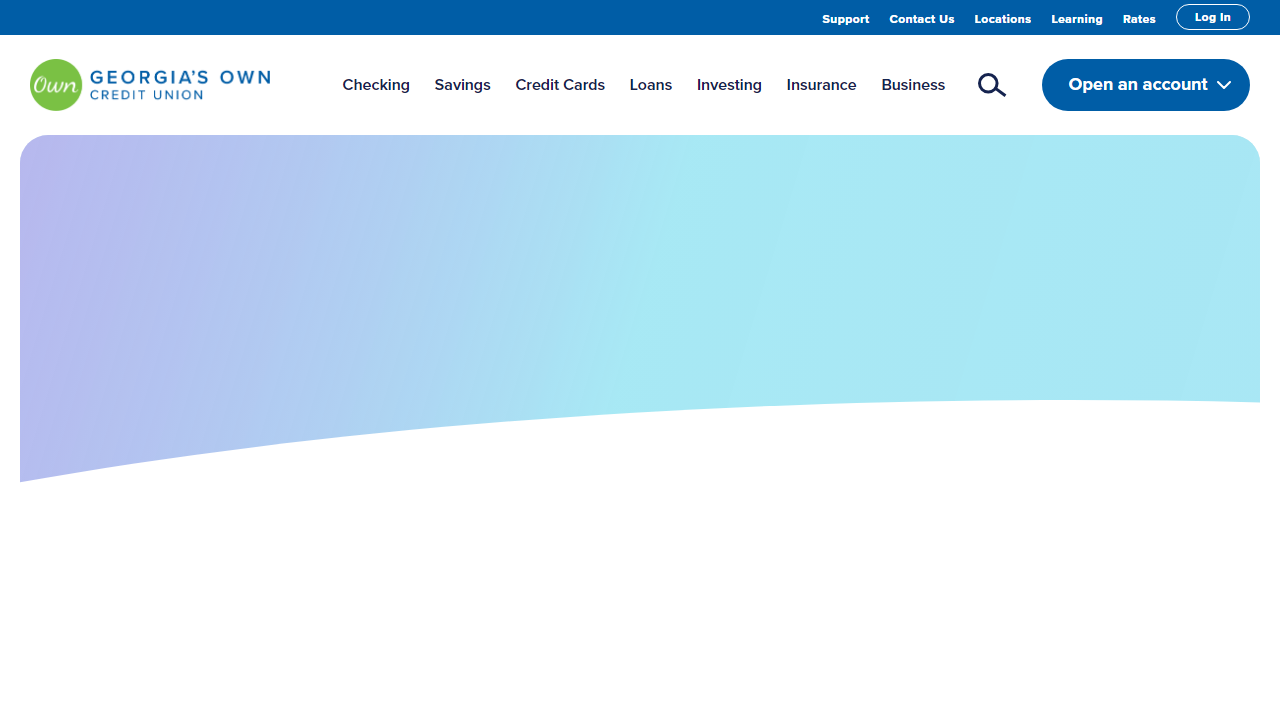 Support Contact Us Locations Learning Rates Log In
Own GEORGIA'S OWN
CREDIT UNION
Checking Savings Credit Cards Loans Investing Insurance Business Open an account